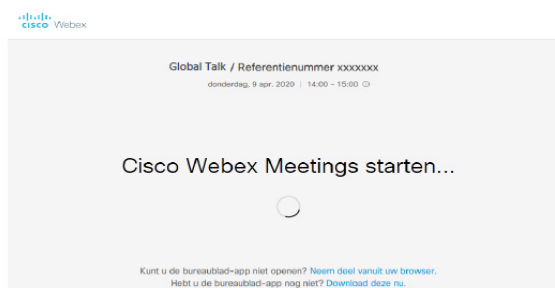 CISCO Webex
Global Talk / Referentienummer xxxxxxx
donderdag, 9 apr. 2020 | 14:00 - 15:00
Cisco Webex Meetings starten...
Kunt u de bureaublad-app niet openen? Neem deel vanuit uw browser.
Hebt u de bureaublad-app nog niet? Download deze nu.